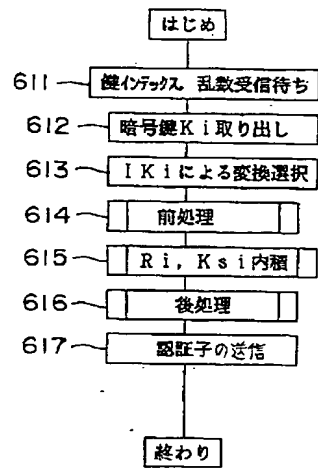 はじめ
611 鍵インデックス, 乱数受信待ち
612 暗号鍵Ki取り出し
613 IKiによる変換選択
614 前処理
615 Ri, Ksi内積
616 後処理
617 認証子の送信
終わり